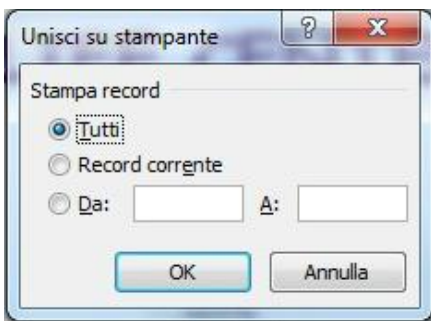 Unisci su stampante
Stampa record
Tutti
Record corrente
Da:
A:
OK
Annulla